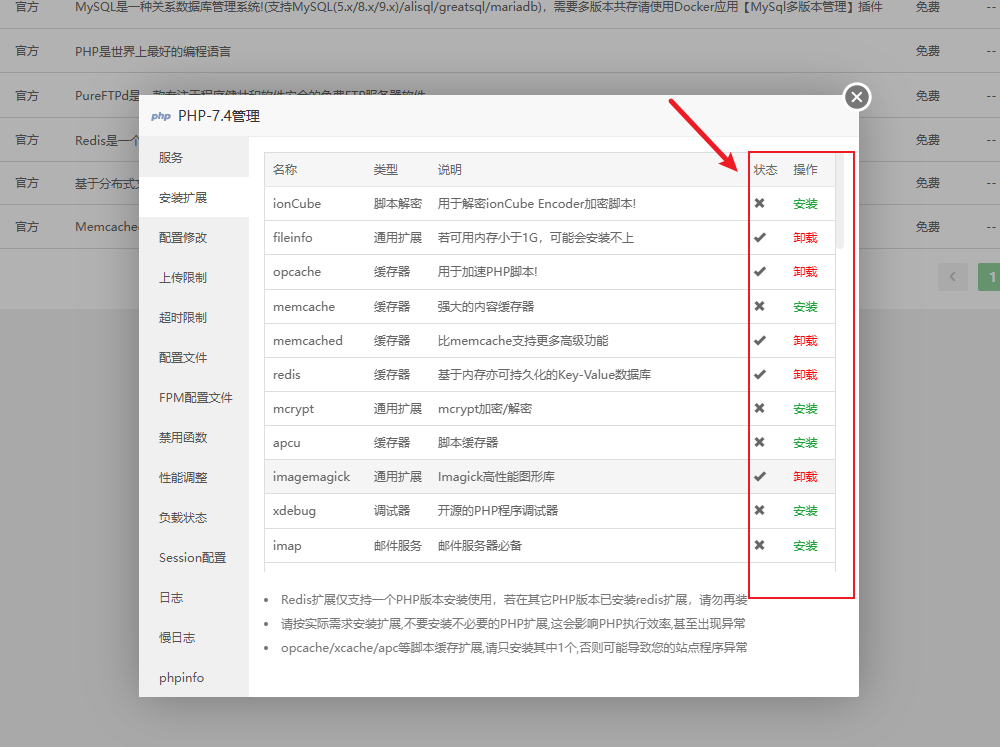 MySQL是一种关系数据库管理系统!(支持MySQL(5.x/8.x/9.x)/alisql/greatsql/mariadb)，需要多版本共存请使用Docker应用【MySql多版本管理】插件 免费 --
官方 PHP是世界上最好的编程语言 免费 --
官方 PureFTPd是一款专注于程序健壮和软件安全的免费FTP服务器软件 免费 --
官方 Redis是一个 免费 --
官方 基于分布式 免费 --
官方 Memcache 免费 --
1
php PHP-7.4管理
服务
安装扩展
配置修改
上传限制
超时限制
配置文件
FPM配置文件
禁用函数
性能调整
负载状态
Session配置
日志
慢日志
phpinfo
名称 类型 说明 状态 操作
ionCube 脚本解密 用于解密ionCube Encoder加密脚本! ✖ 安装
fileinfo 通用扩展 若可用内存小于1G，可能会安装不上 ✔ 卸载
opcache 缓存器 用于加速PHP脚本! ✔ 卸载
memcache 缓存器 强大的内容缓存器 ✖ 安装
memcached 缓存器 比memcache支持更多高级功能 ✔ 卸载
redis 缓存器 基于内存亦可持久化的Key-Value数据库 ✔ 卸载
mcrypt 通用扩展 mcrypt加密/解密 ✖ 安装
apcu 缓存器 脚本缓存器 ✖ 安装
imagemagick 通用扩展 Imagick高性能图形库 ✔ 卸载
xdebug 调试器 开源的PHP程序调试器 ✖ 安装
imap 邮件服务 邮件服务器必备 ✖ 安装
• Redis扩展仅支持一个PHP版本安装使用，若在其它PHP版本已安装redis扩展，请勿再装
• 请按实际需求安装扩展,不要安装不必要的PHP扩展,这会影响PHP执行效率,甚至出现异常
• opcache/xcache/apc等脚本缓存扩展,请只安装其中1个,否则可能导致您的站点程序异常